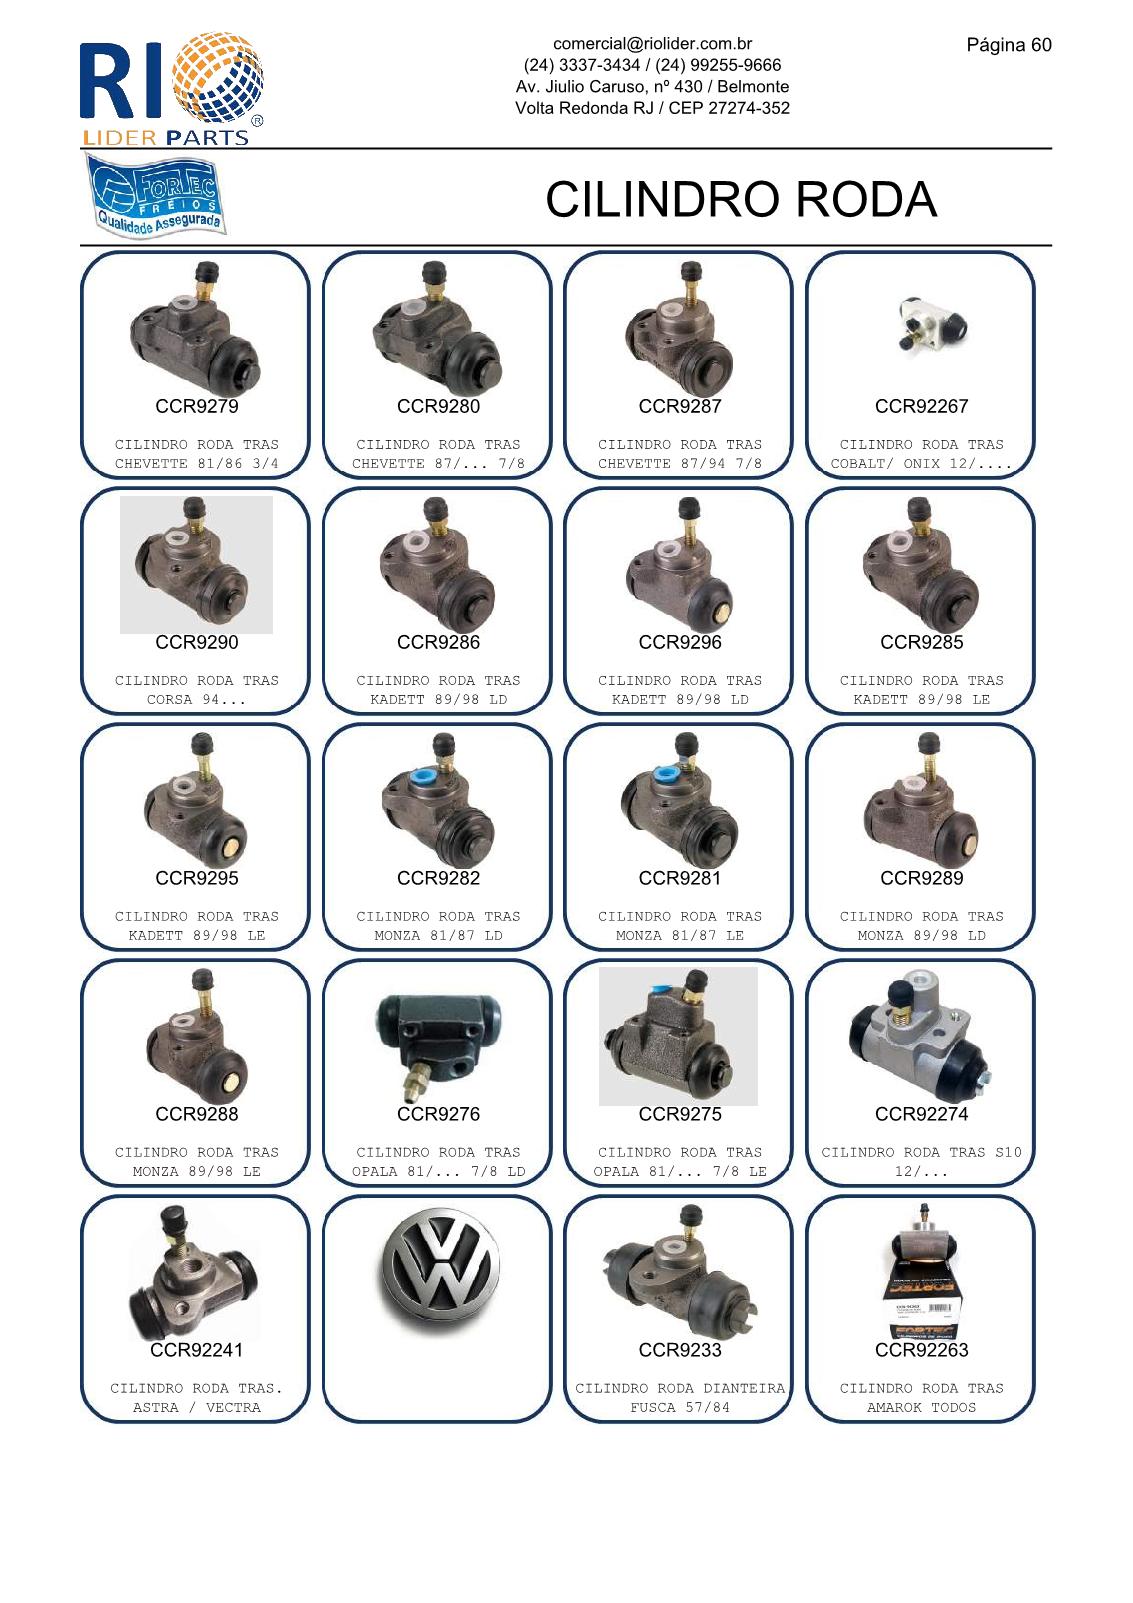 RIO
LIDER PARTS
®
comercial@riolider.com.br
(24) 3337-3434 / (24) 99255-9666
Av. Jiulio Caruso, nº 430 / Belmonte
Volta Redonda RJ / CEP 27274-352
Página 60
FORTEC
FREIOS
Qualidade Assegurada
CILINDRO RODA
CCR9279
CILINDRO RODA TRAS
CHEVETTE 81/86 3/4
CCR9280
CILINDRO RODA TRAS
CHEVETTE 87/... 7/8
CCR9287
CILINDRO RODA TRAS
CHEVETTE 87/94 7/8
CCR92267
CILINDRO RODA TRAS
COBALT/ ONIX 12/....
CCR9290
CILINDRO RODA TRAS
CORSA 94...
CCR9286
CILINDRO RODA TRAS
KADETT 89/98 LD
CCR9296
CILINDRO RODA TRAS
KADETT 89/98 LD
CCR9285
CILINDRO RODA TRAS
KADETT 89/98 LE
CCR9295
CILINDRO RODA TRAS
KADETT 89/98 LE
CCR9282
CILINDRO RODA TRAS
MONZA 81/87 LD
CCR9281
CILINDRO RODA TRAS
MONZA 81/87 LE
CCR9289
CILINDRO RODA TRAS
MONZA 89/98 LD
CCR9288
CILINDRO RODA TRAS
MONZA 89/98 LE
CCR9276
CILINDRO RODA TRAS
OPALA 81/... 7/8 LD
CCR9275
CILINDRO RODA TRAS
OPALA 81/... 7/8 LE
CCR92274
CILINDRO RODA TRAS S10
12/...
CCR92241
CILINDRO RODA TRAS.
ASTRA / VECTRA
VW
CCR9233
CILINDRO RODA DIANTEIRA
FUSCA 57/84
FORTEC
FORTEC
CCR92263
CILINDRO RODA TRAS
AMAROK TODOS